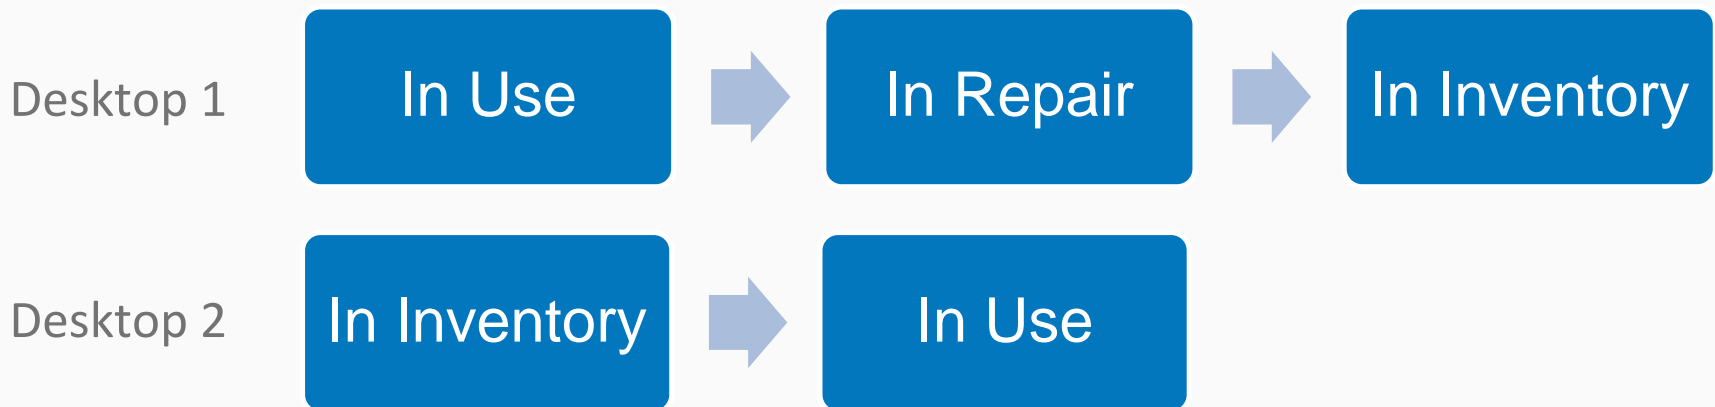 Desktop 1
In Use
In Repair
In Inventory
Desktop 2
In Inventory
In Use